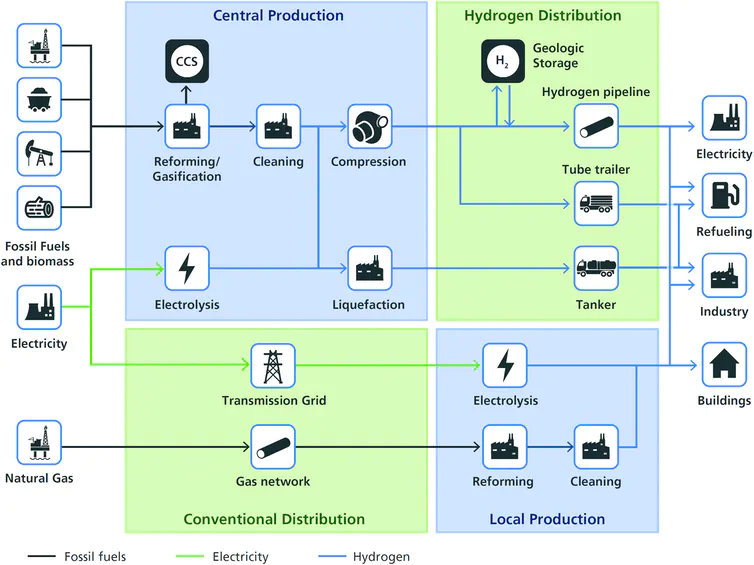 Central Production
Hydrogen Distribution
CCS
H2
Geologic
Storage
Hydrogen pipeline
Reforming/
Gasification
Cleaning
Compression
Electricity
Tube trailer
Refueling
Fossil Fuels
and biomass
Electrolysis
Liquefaction
Tanker
Industry
Electricity
Transmission Grid
Electrolysis
Buildings
Natural Gas
Gas network
Reforming
Cleaning
Conventional Distribution
Local Production
Fossil fuels
Electricity
Hydrogen